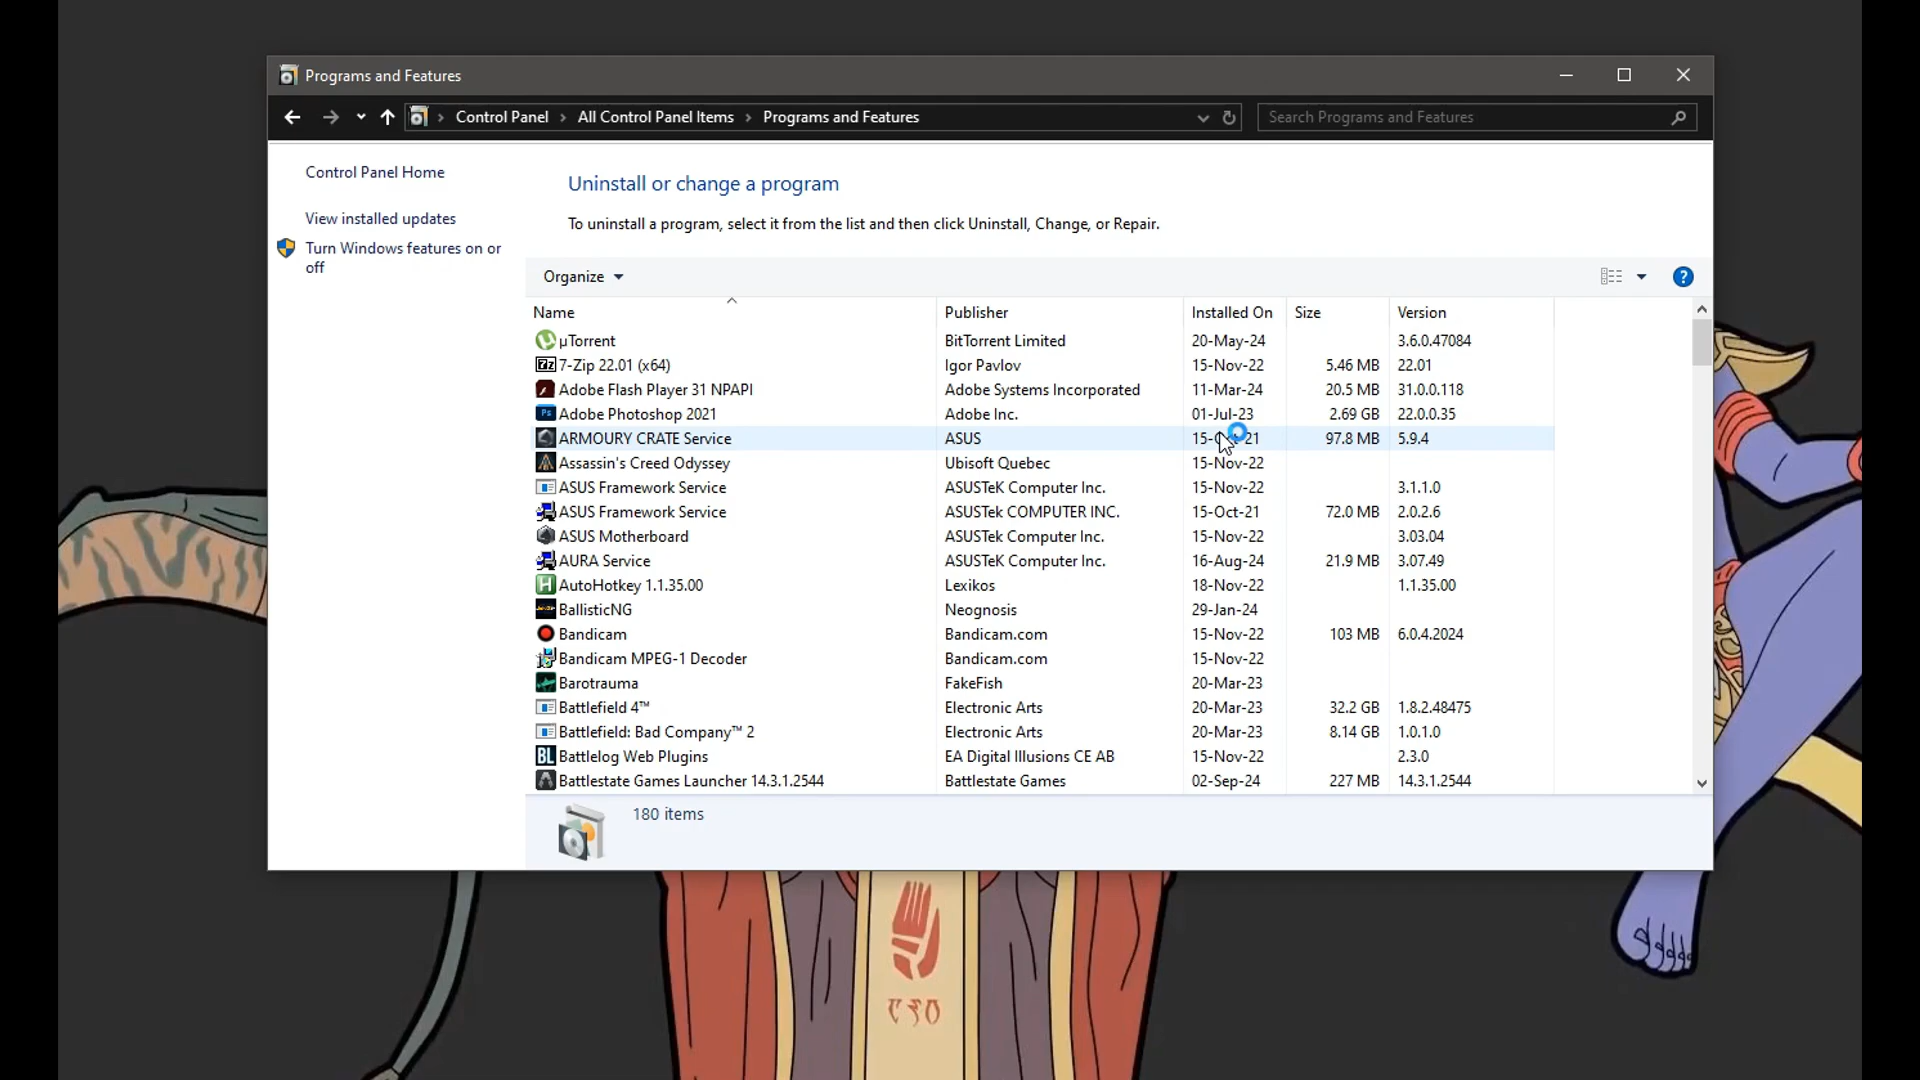 Programs and Features
Control Panel > All Control Panel Items > Programs and Features
Search Programs and Features
Control Panel Home
View installed updates
Turn Windows features on or
off
Uninstall or change a program
To uninstall a program, select it from the list and then click Uninstall, Change, or Repair.
Organize
Name Publisher Installed On Size Version
µTorrent BitTorrent Limited 20-May-24 3.6.0.47084
7-Zip 22.01 (x64) Igor Pavlov 15-Nov-22 5.46 MB 22.01
Adobe Flash Player 31 NPAPI Adobe Systems Incorporated 11-Mar-24 20.5 MB 31.0.0.118
Adobe Photoshop 2021 Adobe Inc. 01-Jul-23 2.69 GB 22.0.0.35
ARMOURY CRATE Service ASUS 15-Oct-21 97.8 MB 5.9.4
Assassin's Creed Odyssey Ubisoft Quebec 15-Nov-22
ASUS Framework Service ASUSTeK Computer Inc. 15-Nov-22 3.1.1.0
ASUS Framework Service ASUSTek COMPUTER INC. 15-Oct-21 72.0 MB 2.0.2.6
ASUS Motherboard ASUSTeK Computer Inc. 15-Nov-22 3.03.04
AURA Service ASUSTeK Computer Inc. 16-Aug-24 21.9 MB 3.07.49
AutoHotkey 1.1.35.00 Lexikos 18-Nov-22 1.1.35.00
BallisticNG Neognosis 29-Jan-24
Bandicam Bandicam.com 15-Nov-22 103 MB 6.0.4.2024
Bandicam MPEG-1 Decoder Bandicam.com 15-Nov-22
Barotrauma FakeFish 20-Mar-23
Battlefield 4™ Electronic Arts 20-Mar-23 32.2 GB 1.8.2.48475
Battlefield: Bad Company™ 2 Electronic Arts 20-Mar-23 8.14 GB 1.0.1.0
Battlelog Web Plugins EA Digital Illusions CE AB 15-Nov-22 2.3.0
Battlestate Games Launcher 14.3.1.2544 Battlestate Games 02-Sep-24 227 MB 14.3.1.2544
180 items